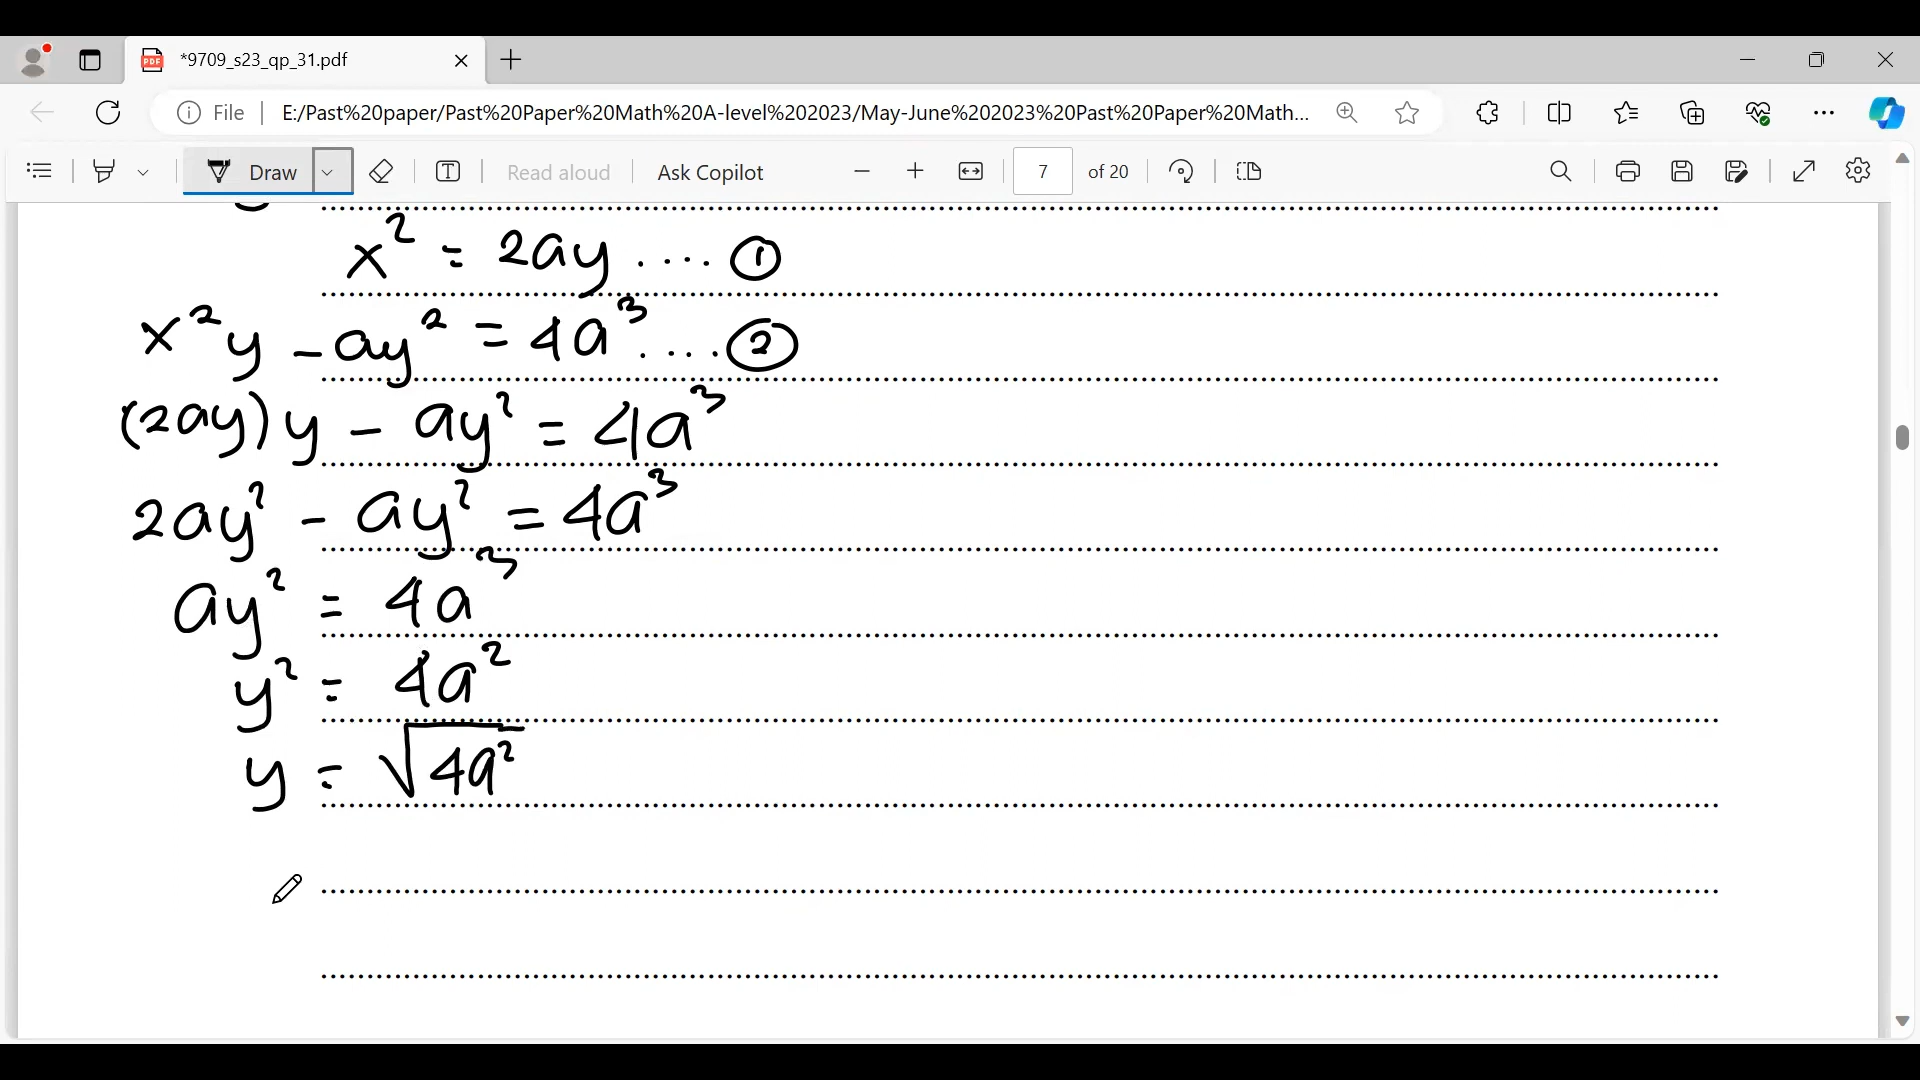 *9709_s23_qp_31.pdf
File
E:/Past%20paper/Past%20Paper%20Math%20A-level%202023/May-June%202023%20Past%20Paper%20Math...
Draw
Read aloud
Ask Copilot
7 of 20
x² = 2ay .... ①
x²y - ay² = 4a³ .... ②
(2ay)y - ay² = 4a³
2ay² - ay² = 4a³
ay² = 4a³
y² = 4a²
y = √4a²